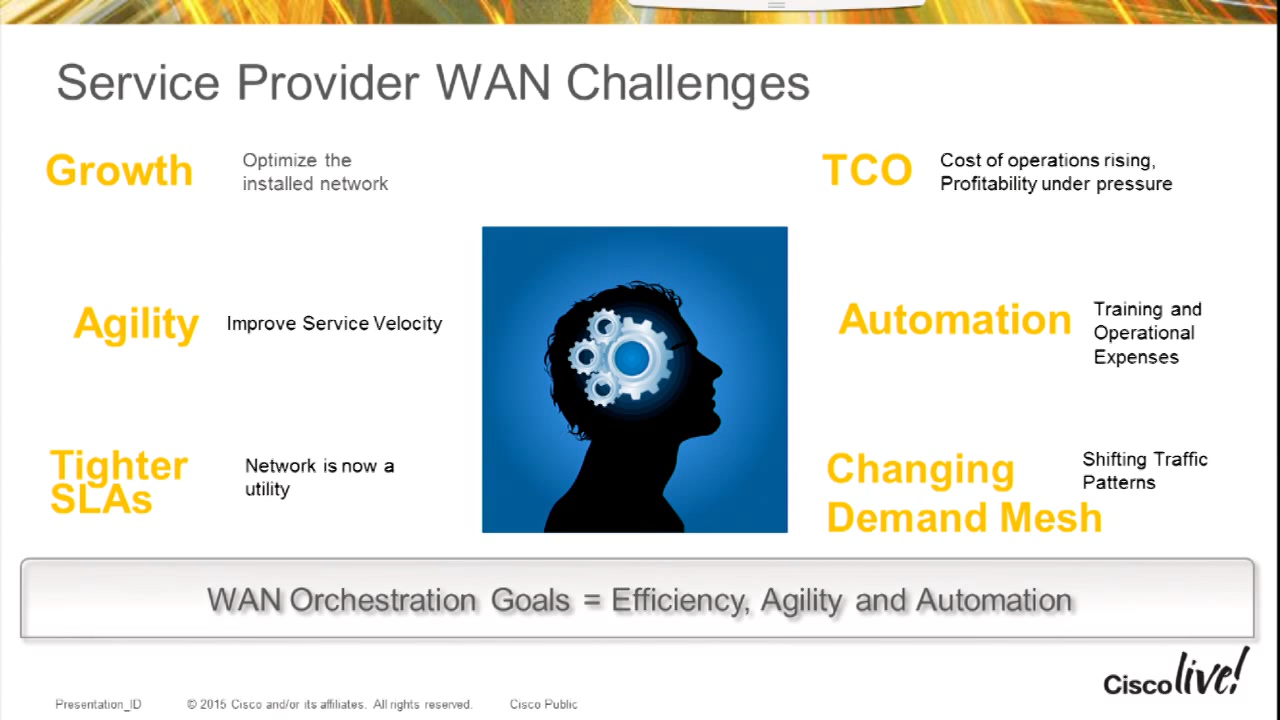 Service Provider WAN Challenges
Growth
Optimize the
installed network
TCO
Cost of operations rising,
Profitability under pressure
Agility
Improve Service Velocity
Automation
Training and
Operational
Expenses
Tighter
SLAs
Network is now a
utility
Changing
Demand Mesh
Shifting Traffic
Patterns
WAN Orchestration Goals = Efficiency, Agility and Automation
Presentation_ID
© 2015 Cisco and/or its affiliates. All rights reserved.
Cisco Public
Cisco live!